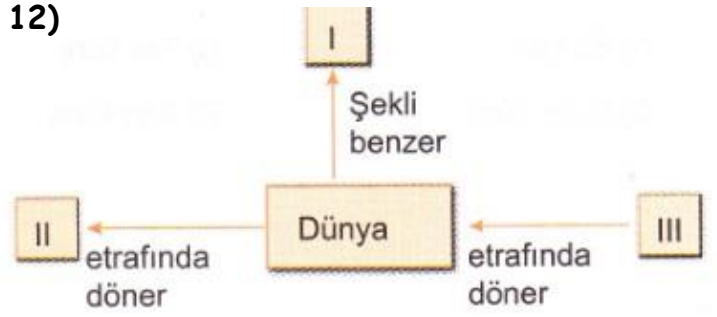 12)
I
Şekli
benzer
II
etrafında
döner
Dünya
etrafında
döner
III